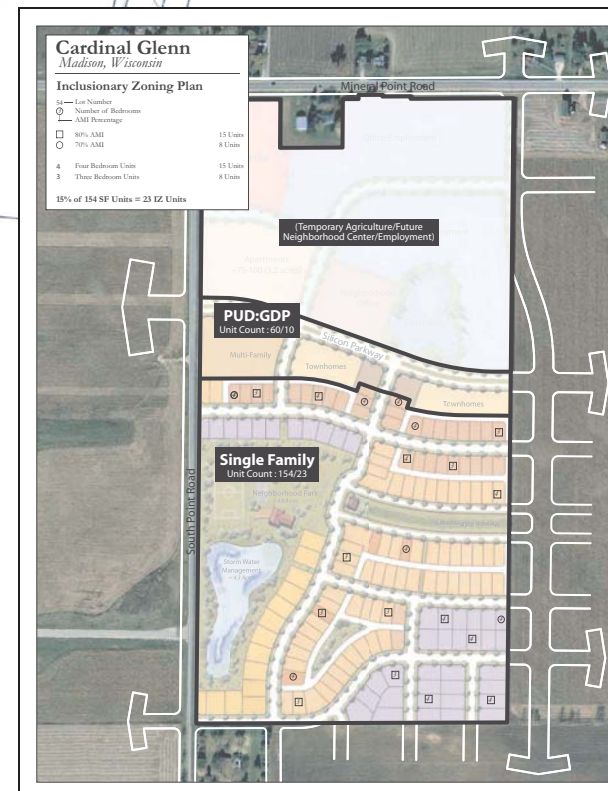 Cardinal Glenn
Madison, Wisconsin
Inclusionary Zoning Plan
54 — Lot Number
Number of Bedrooms
AMI Percentage
80% AMI 15 Units
70% AMI 8 Units
4 Four Bedroom Units 15 Units
3 Three Bedroom Units 8 Units
15% of 154 SF Units = 23 IZ Units
Mineral Point Road
Office/Employment
(Temporary Agriculture/Future
Neighborhood Center/Employment)
Apartments
Neighborhood
PUD:GDP
Unit Count : 60/10
Silicon Parkway
Multi-Family
Townhomes
Townhomes
Single Family
Unit Count : 154/23
Neighborhood Park
South Point Road
Storm Water
Management